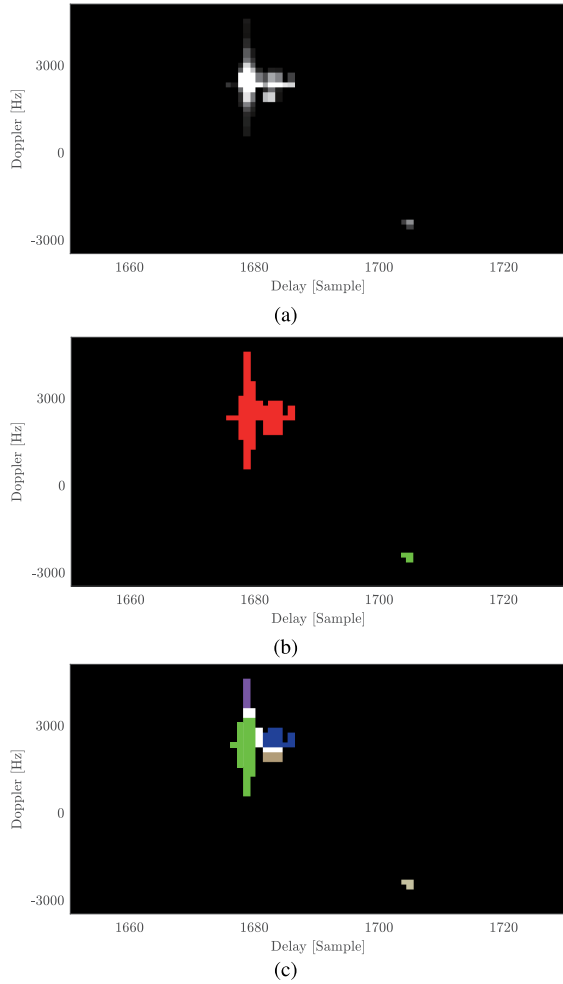 3000
0
-3000
Doppler [Hz]
1660 1680 1700 1720
Delay [Sample]
(a)
3000
0
-3000
Doppler [Hz]
1660 1680 1700 1720
Delay [Sample]
(b)
3000
0
-3000
Doppler [Hz]
1660 1680 1700 1720
Delay [Sample]
(c)